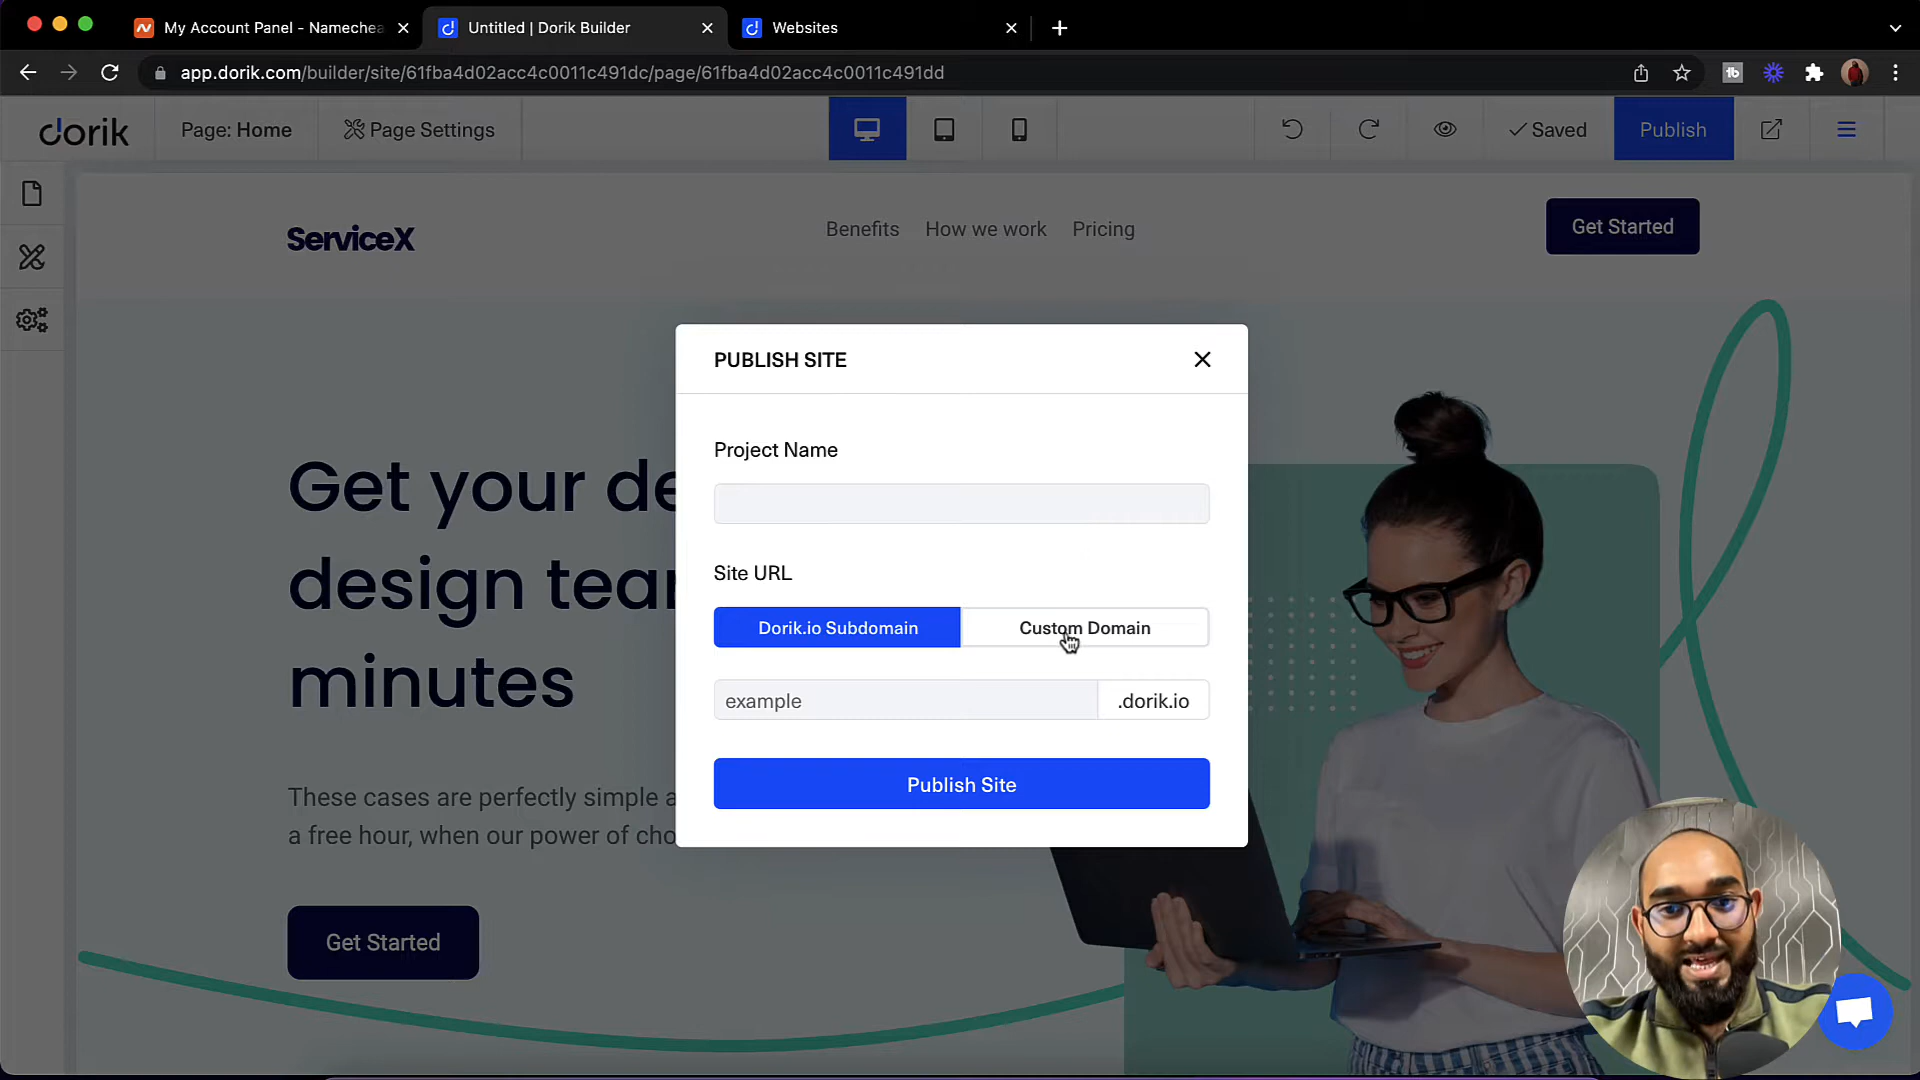 My Account Panel - Namechea
Untitled | Dorik Builder
Websites
app.dorik.com/builder/site/61fba4d02acc4c0011c491dc/page/61fba4d02acc4c0011c491dd
tb
dorik
Page: Home
Page Settings
Saved
Publish
ServiceX
Benefits
How we work
Pricing
Get Started
PUBLISH SITE
Project Name
Site URL
Dorik.io Subdomain
Custom Domain
example
.dorik.io
Publish Site
Get your de
design tea
minutes
These cases are perfectly simple a
a free hour, when our power of cho
Get Started